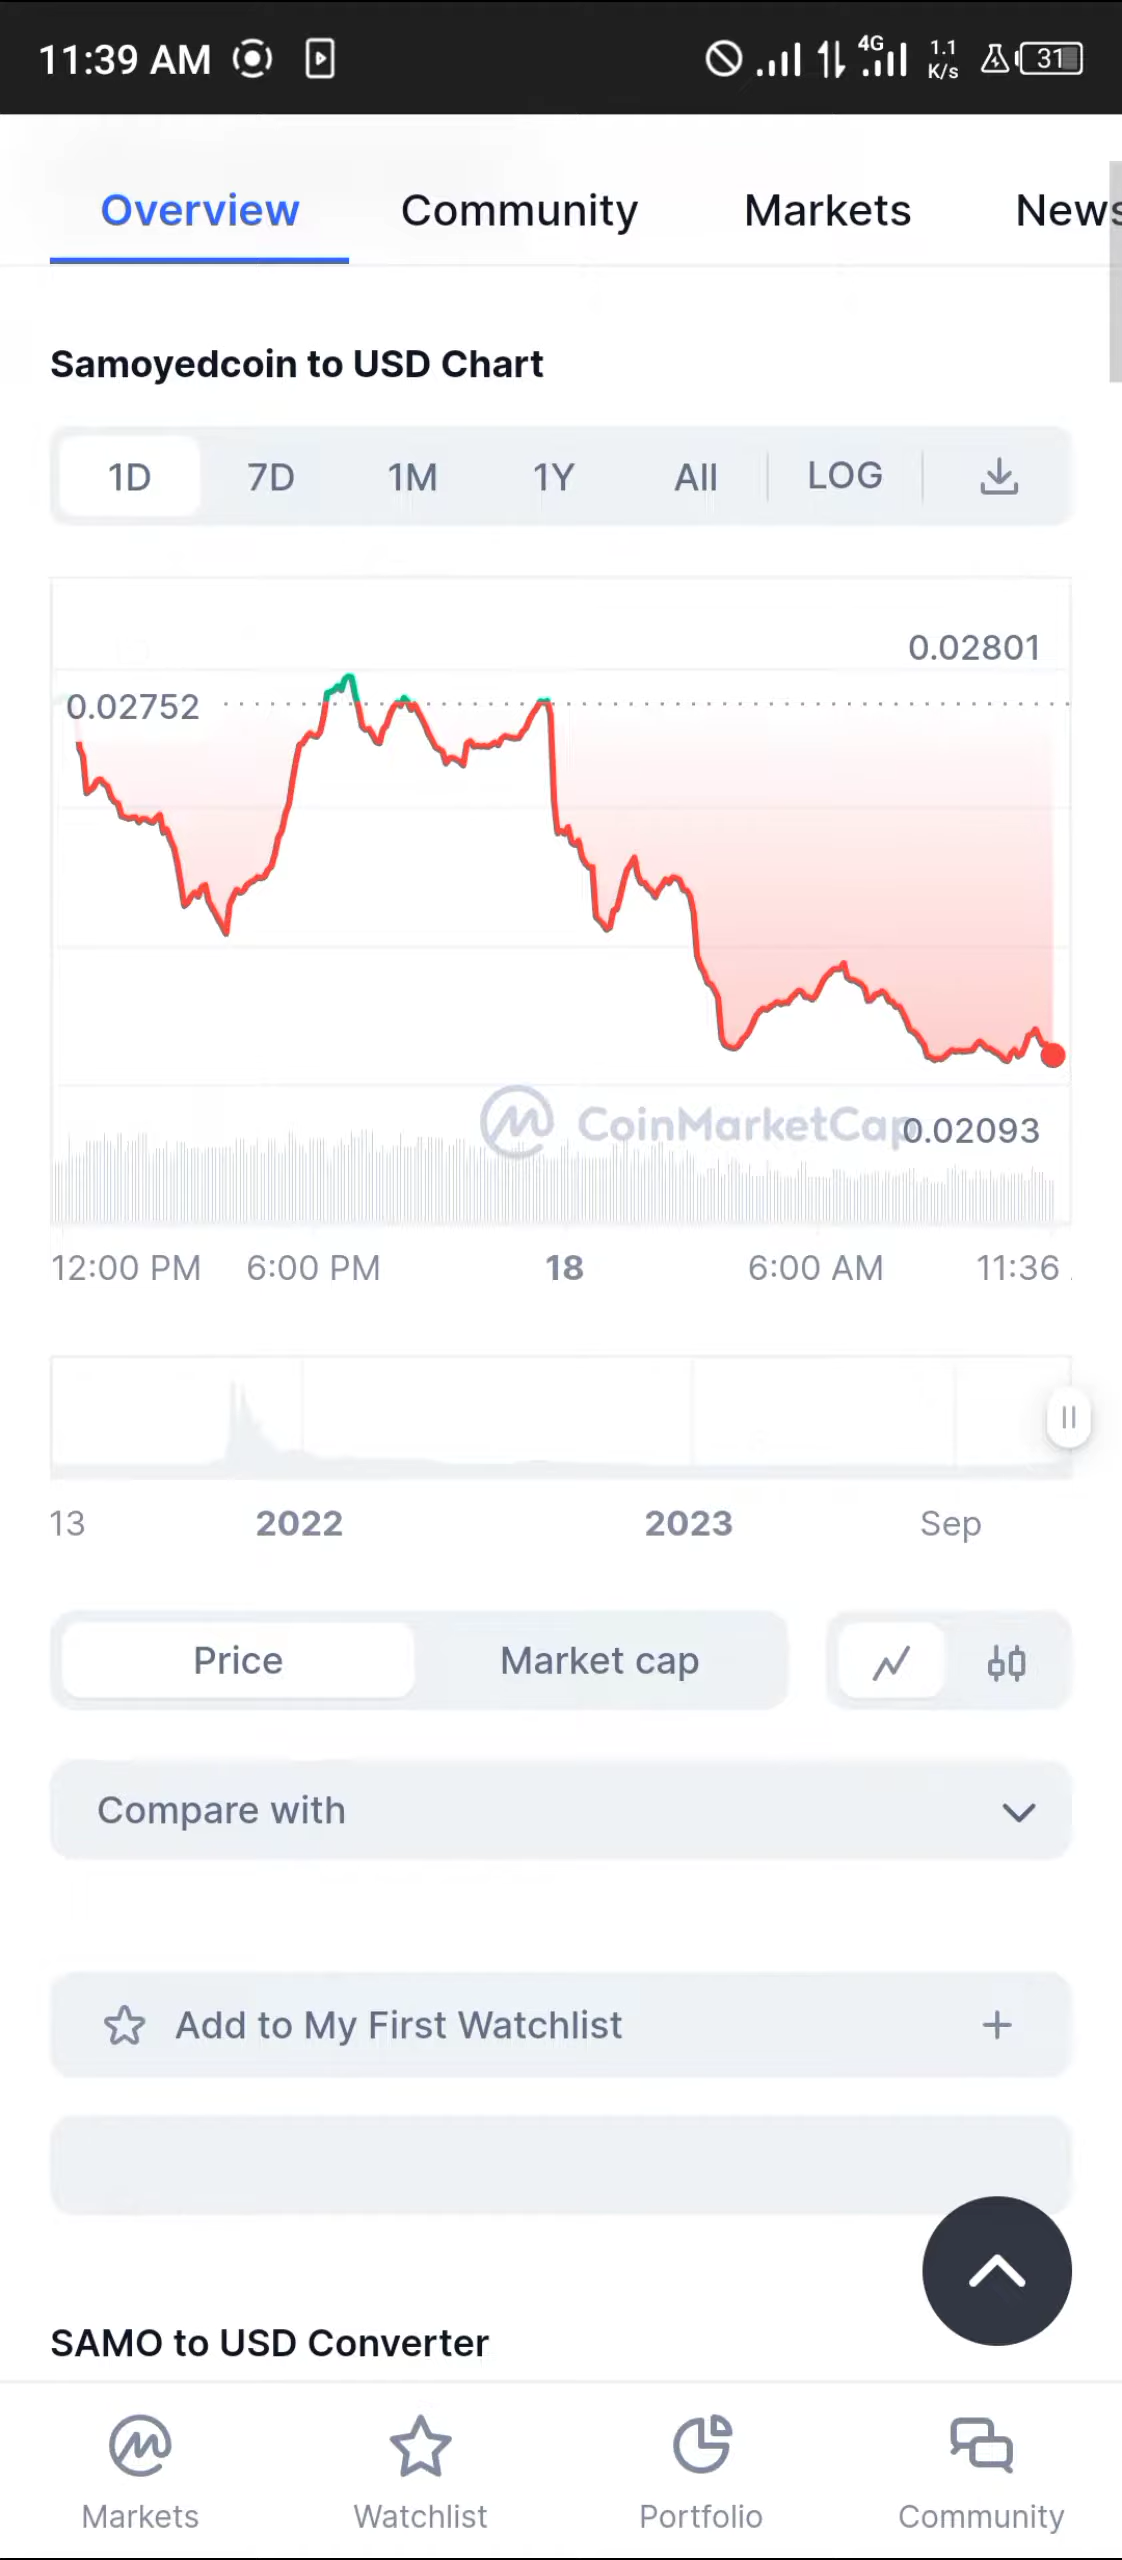 11:39 AM 4G 1.1 K/s 31
Overview Community Markets News
Samoyedcoin to USD Chart
1D 7D 1M 1Y All LOG
0.02801
0.02752
CoinMarketCap 0.02093
12:00 PM 6:00 PM 18 6:00 AM 11:36
13 2022 2023 Sep
Price Market cap
Compare with
Add to My First Watchlist +
SAMO to USD Converter
Markets Watchlist Portfolio Community